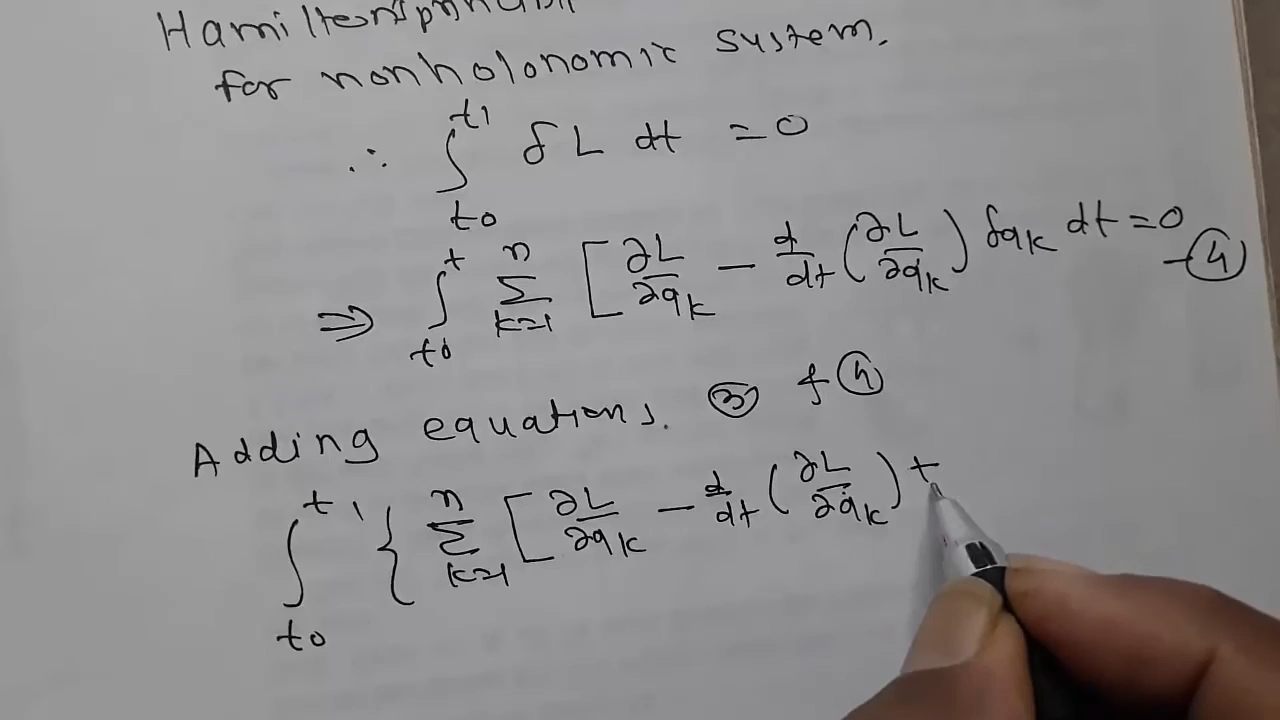 Hamilton's
for nonholonomic system.
∴ ∫_{t0}^{t1} δL dt = 0
⇒ ∫_{t0}^{t} Σ_{k=1}^{n} [ ∂L/∂q_k − d/dt (∂L/∂q̇_k) δq_k dt = 0 —④
Adding equations. ③ & ④
∫_{t0}^{t1} { Σ_{k=1}^{n} [ ∂L/∂q_k − d/dt (∂L/∂q̇_k) +